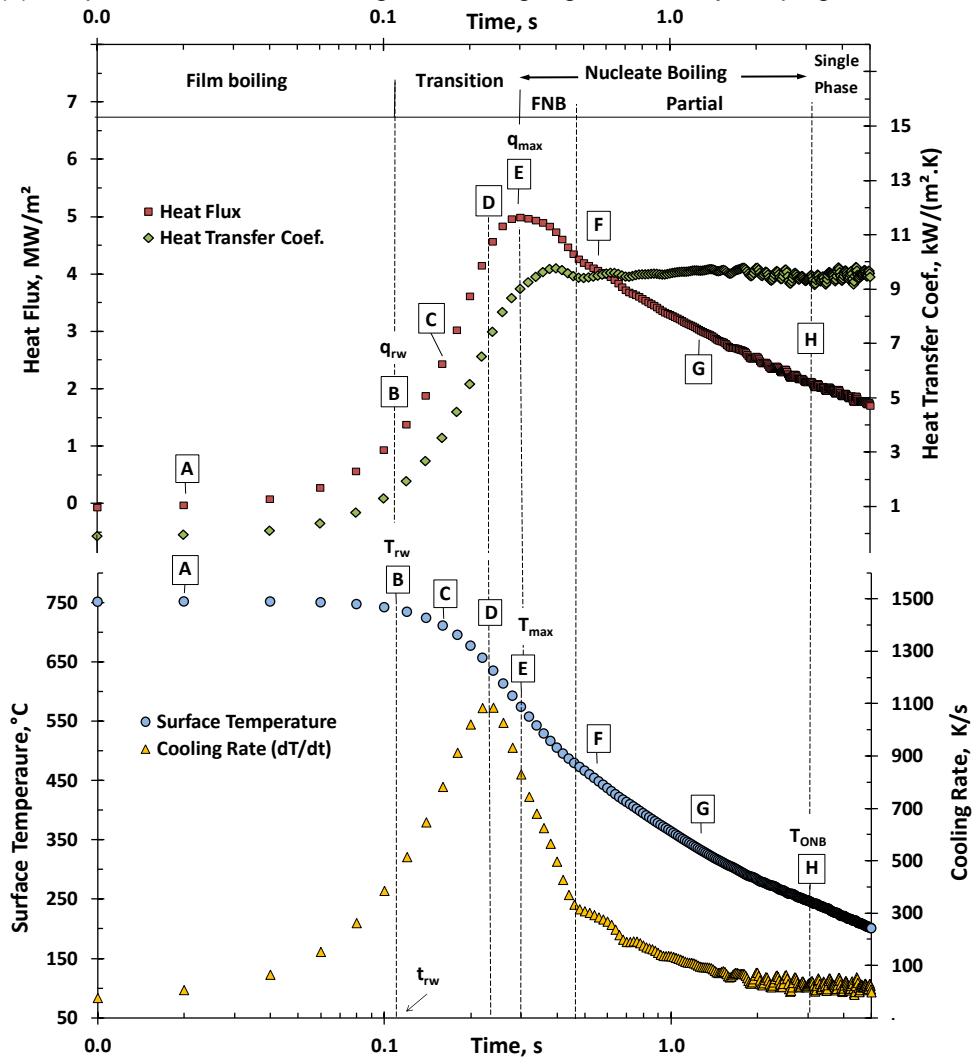 0.0 0.1 1.0
Time, s
Film boiling Transition Nucleate Boiling Single Phase
FNB Partial
7
6
5
4
3
2
1
0
Heat Flux, MW/m²
15
13
11
9
7
5
3
1
Heat Transfer Coef., kW/(m².K)
Heat Flux
Heat Transfer Coef.
q_max
E
D
F
C
q_rw
B
G
H
A
T_rw
A
B
C
D
T_max
E
F
G
T_ONB
H
750
650
550
450
350
250
150
50
Surface Temperaure,°C
1500
1300
1100
900
700
500
300
100
-
Cooling Rate, K/s
Surface Temperature
Cooling Rate (dT/dt)
t_rw
0.0 0.1 1.0
Time, s